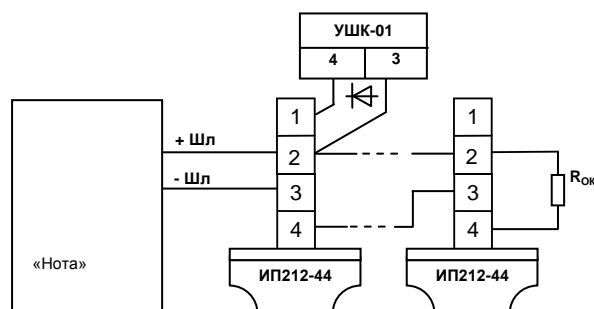 УШК-01
4 3
1 1
+ Шл 2 2
- Шл 3 3
Rок
4 4
«Нота»
ИП212-44 ИП212-44